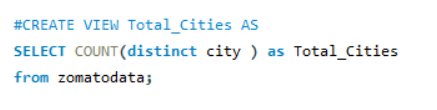 #CREATE VIEW Total_Cities AS
SELECT COUNT(distinct city ) as Total_Cities
from zomatodata;